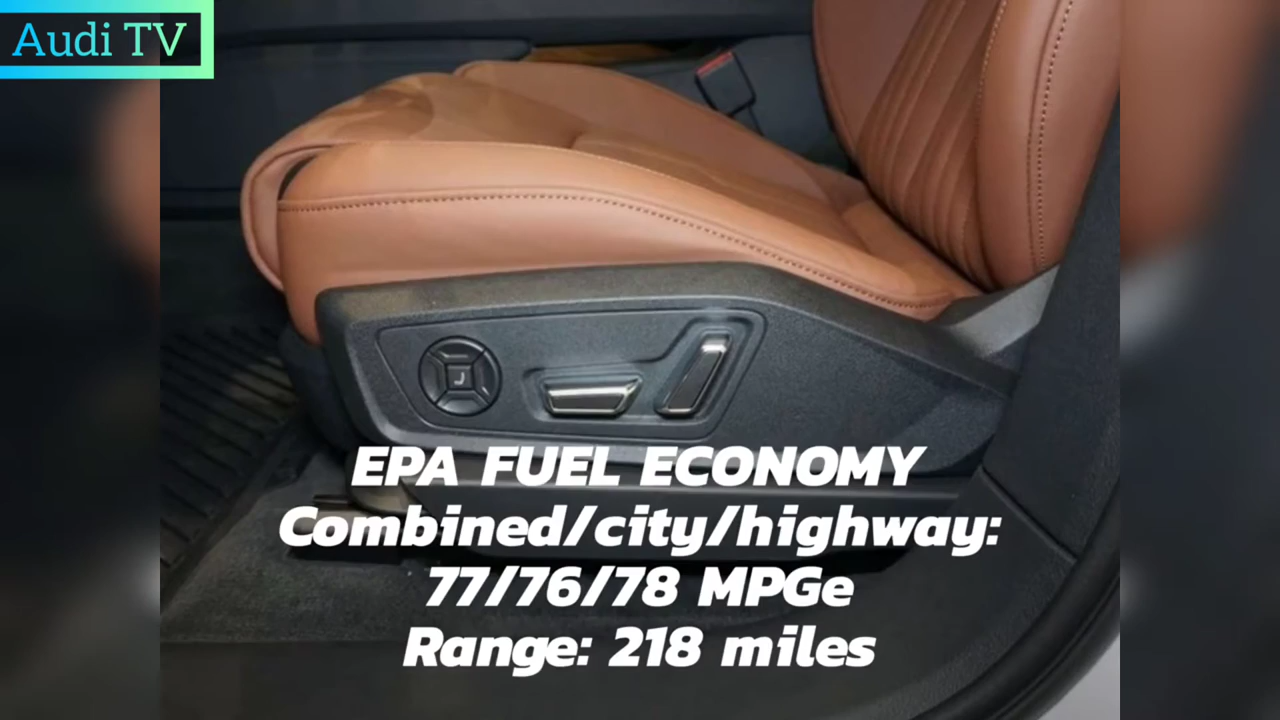 Audi TV
EPA FUEL ECONOMY
Combined/city/highway:
77/76/78 MPGe
Range: 218 miles